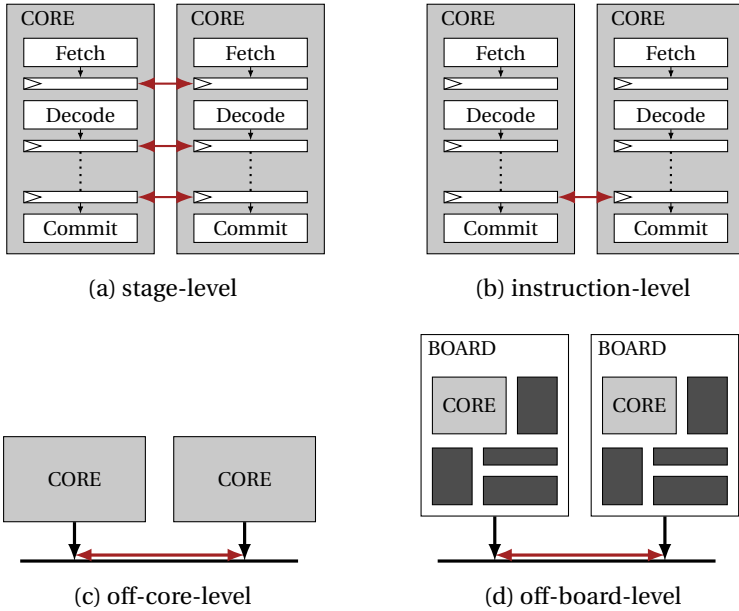 CORE CORE
Fetch Fetch
Decode Decode
Commit Commit
(a) stage-level
CORE CORE
Fetch Fetch
Decode Decode
Commit Commit
(b) instruction-level
CORE CORE
(c) off-core-level
BOARD BOARD
CORE CORE
(d) off-board-level